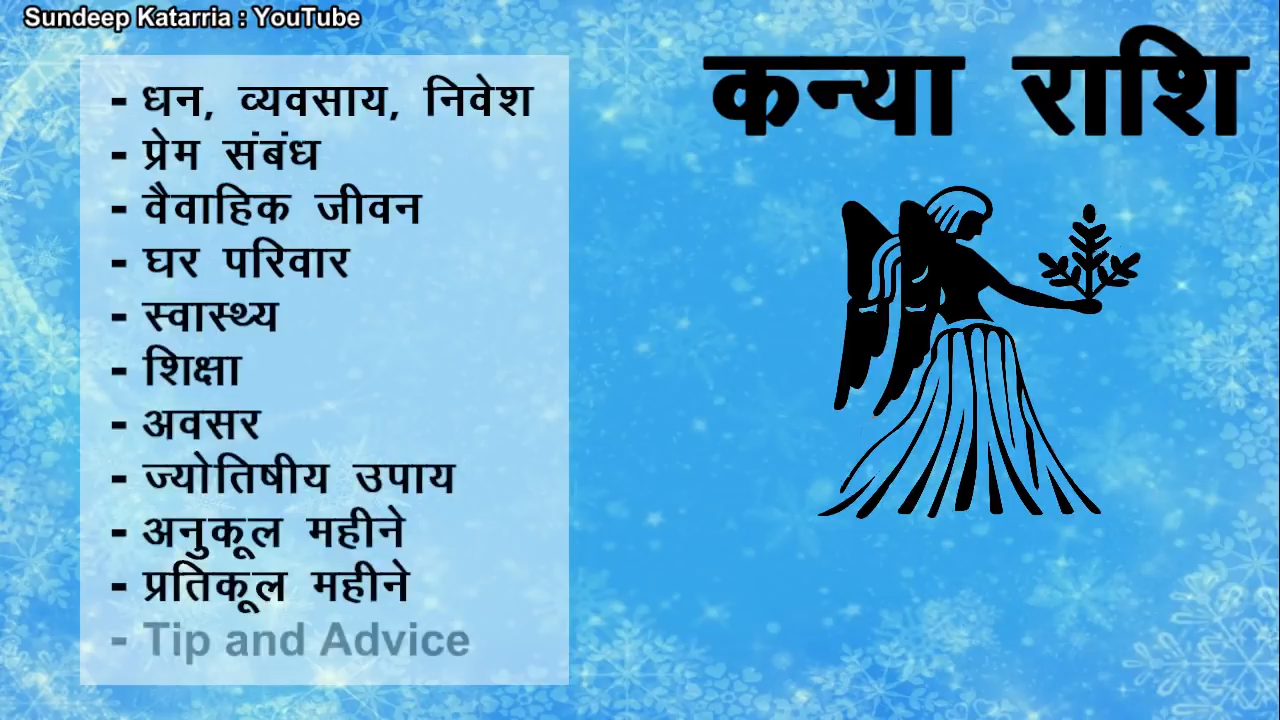 Sundeep Katarria : YouTube
कन्या राशि
- धन, व्यवसाय, निवेश
- प्रेम संबंध
- वैवाहिक जीवन
- घर परिवार
- स्वास्थ्य
- शिक्षा
- अवसर
- ज्योतिषीय उपाय
- अनुकूल महीने
- प्रतिकूल महीने
- Tip and Advice